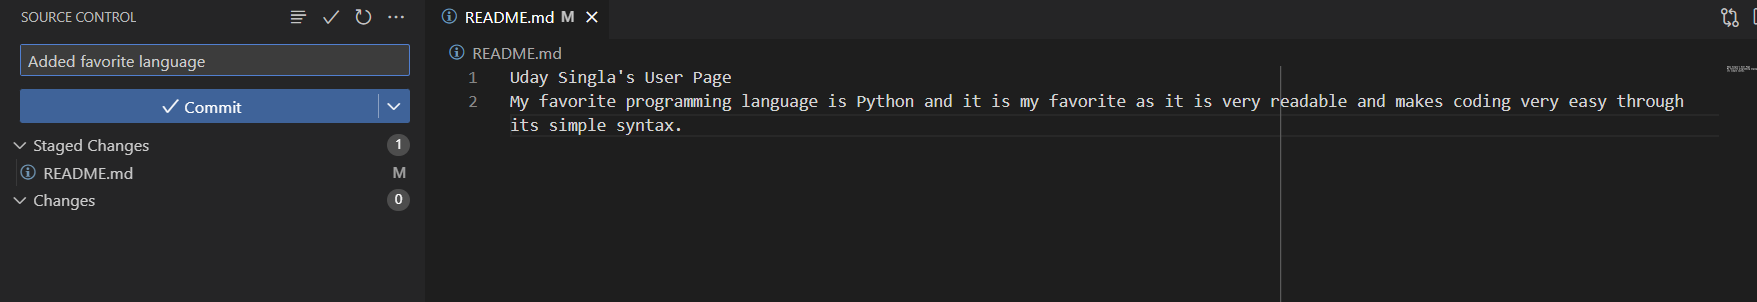 SOURCE CONTROL
Added favorite language
Commit
Staged Changes 1
README.md M
Changes 0
README.md M
README.md
1 Uday Singla's User Page
2 My favorite programming language is Python and it is my favorite as it is very readable and makes coding very easy through
its simple syntax.